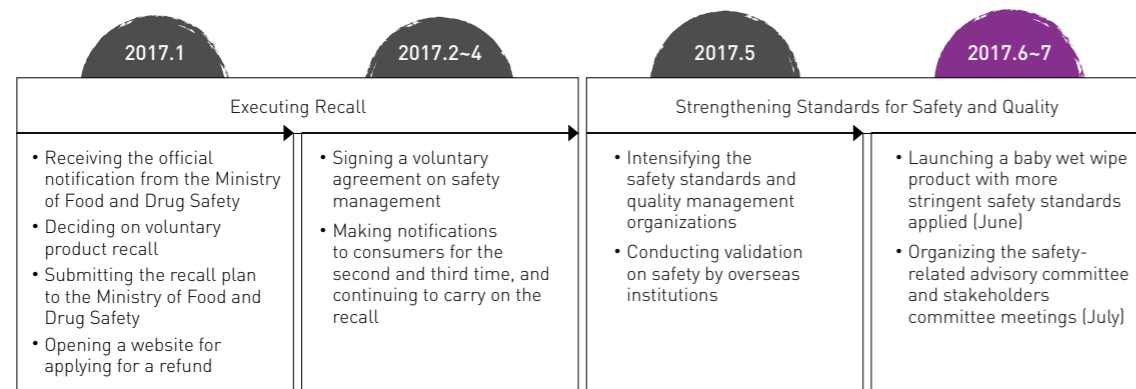 2017.1
2017.2~4
2017.5
2017.6~7
Executing Recall
Strengthening Standards for Safety and Quality
• Receiving the official
notification from the Ministry
of Food and Drug Safety
• Deciding on voluntary
product recall
• Submitting the recall plan
to the Ministry of Food and
Drug Safety
• Opening a website for
applying for a refund
• Signing a voluntary
agreement on safety
management
• Making notifications
to consumers for the
second and third time, and
continuing to carry on the
recall
• Intensifying the
safety standards and
quality management
organizations
• Conducting validation
on safety by overseas
institutions
• Launching a baby wet wipe
product with more
stringent safety standards
applied (June)
• Organizing the safety-
related advisory committee
and stakeholders
committee meetings (July)